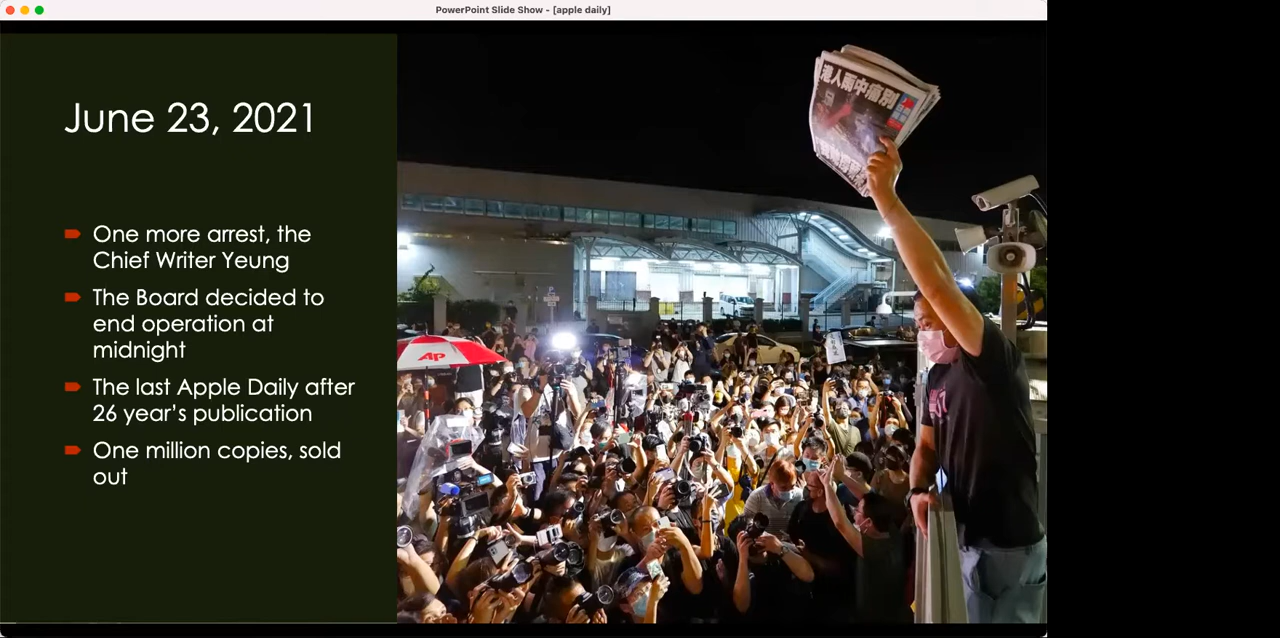 PowerPoint Slide Show - [apple daily]
June 23, 2021
One more arrest, the
Chief Writer Yeung
The Board decided to
end operation at
midnight
The last Apple Daily after
26 year's publication
One million copies, sold
out
港人雨中痛別
AP